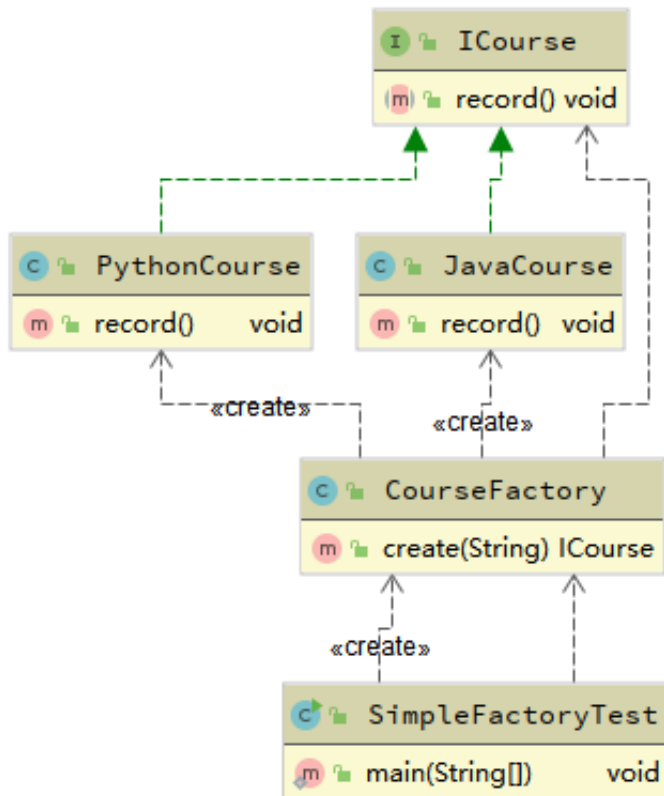 ICourse
record() void
PythonCourse
record() void
JavaCourse
record() void
«create»
«create»
CourseFactory
create(String) ICourse
«create»
SimpleFactoryTest
main(String[]) void